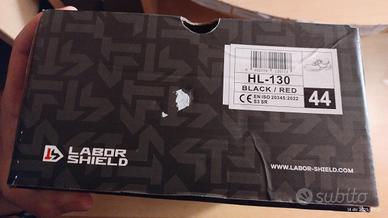 HL-130
BLACK / RED
CE EN ISO 20345:2022
S3 SR
44
LABOR
SHIELD
WWW.LABOR-SHIELD.COM
subito